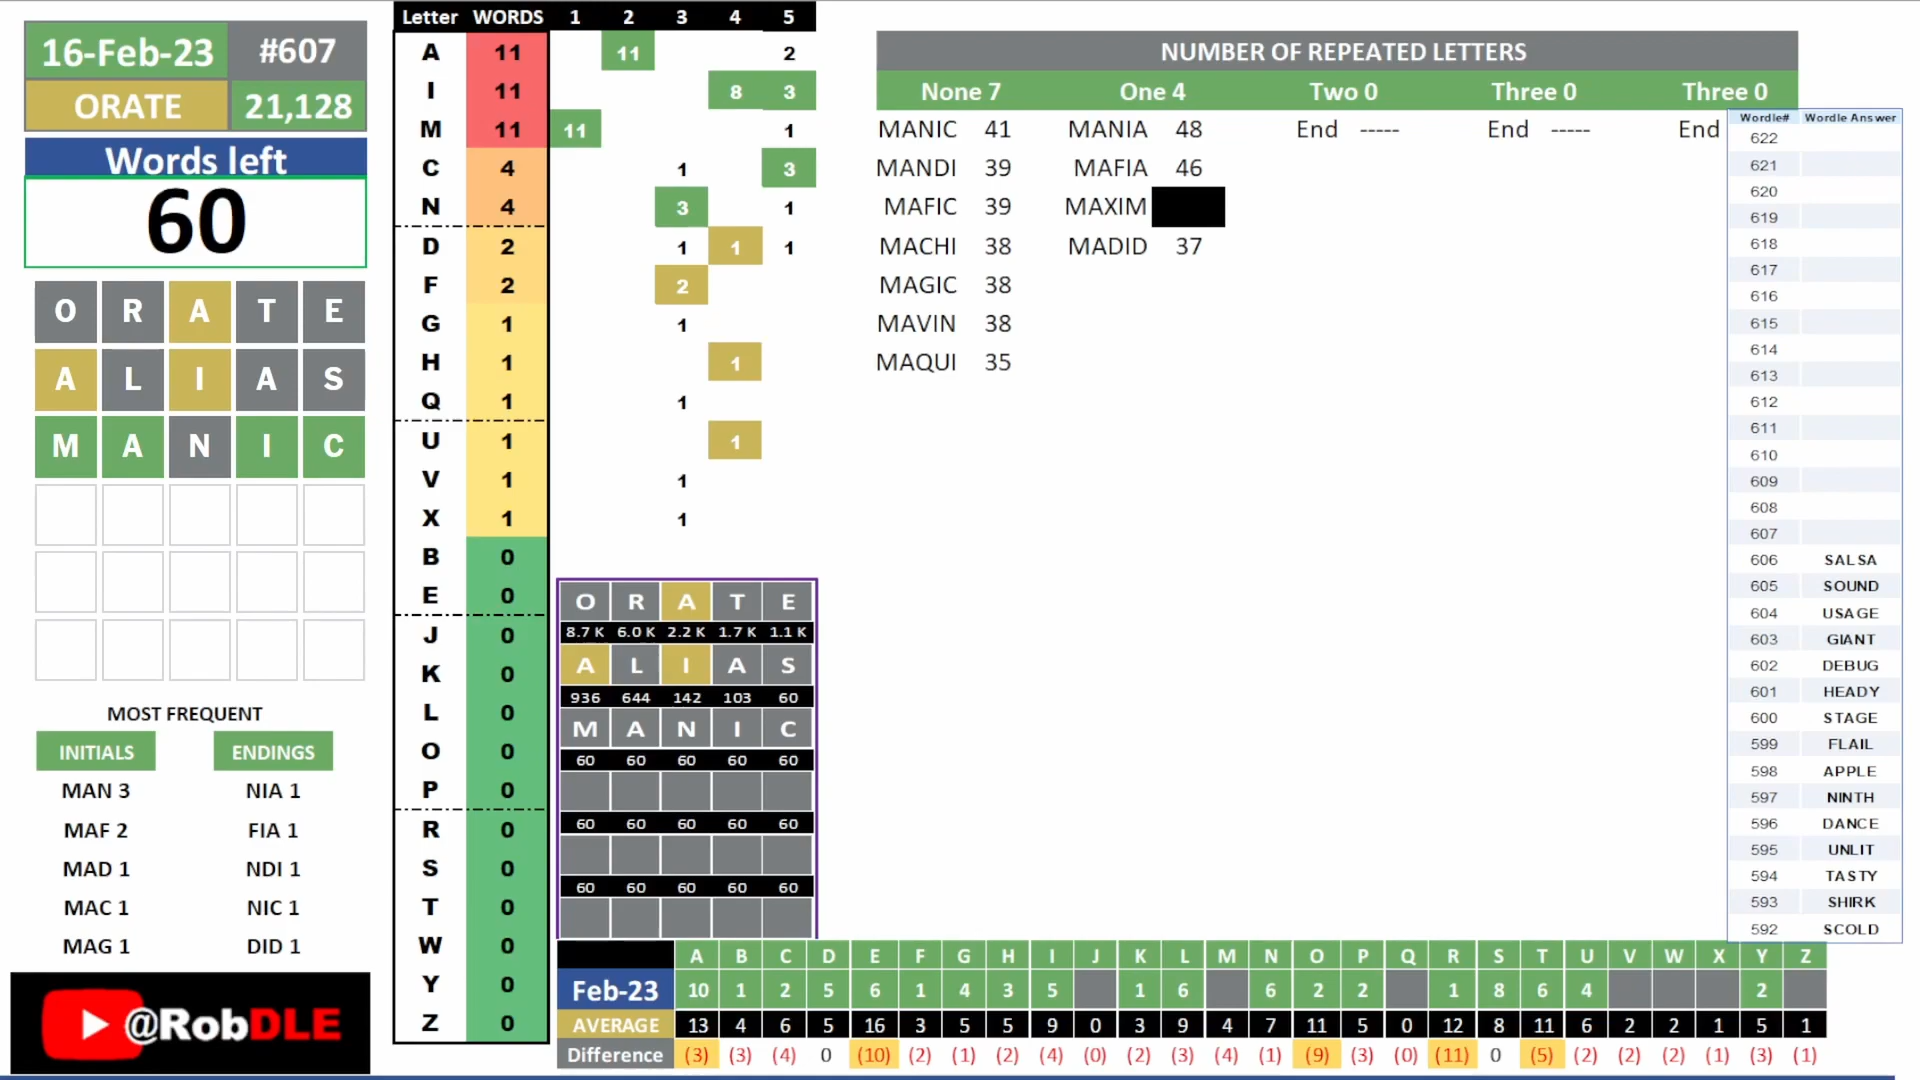 16-Feb-23 #607
ORATE 21,128
Words left
60
O R A T E
A L I A S
M A N I C
MOST FREQUENT
INITIALS ENDINGS
MAN 3 NIA 1
MAF 2 FIA 1
MAD 1 NDI 1
MAC 1 NIC 1
MAG 1 DID 1
@RobDLE
Letter WORDS 1 2 3 4 5
A 11 11 2
I 11 8 3
M 11 11 1
C 4 1 3
N 4 3 1
D 2 1 1 1
F 2 2
G 1 1
H 1 1
Q 1 1
U 1 1
V 1 1
X 1 1
B 0
E 0
J 0
K 0
L 0
O 0
P 0
R 0
S 0
T 0
W 0
Y 0
Z 0
O R A T E
8.7 K 6.0 K 2.2 K 1.7 K 1.1 K
A L I A S
936 644 142 103 60
M A N I C
60 60 60 60 60
60 60 60 60 60
60 60 60 60 60
NUMBER OF REPEATED LETTERS
None 7 One 4 Two 0 Three 0 Three 0
MANIC 41 MANIA 48 End ----- End ----- End
MANDI 39 MAFIA 46
MAFIC 39 MAXIM
MACHI 38 MADID 37
MAGIC 38
MAVIN 38
MAQUI 35
Wordle# Wordle Answer
622
621
620
619
618
617
616
615
614
613
612
611
610
609
608
607
606 SALSA
605 SOUND
604 USAGE
603 GIANT
602 DEBUG
601 HEADY
600 STAGE
599 FLAIL
598 APPLE
597 NINTH
596 DANCE
595 UNLIT
594 TASTY
593 SHIRK
592 SCOLD
A B C D E F G H I J K L M N O P Q R S T U V W X Y Z
Feb-23 10 1 2 5 6 1 4 3 5 1 6 6 2 2 1 8 6 4 2
AVERAGE 13 4 6 5 16 3 5 5 9 0 3 9 4 7 11 5 0 12 8 11 6 2 2 1 5 1
Difference (3) (3) (4) 0 (10) (2) (1) (2) (4) (0) (2) (3) (4) (1) (9) (3) (0) (11) 0 (5) (2) (2) (2) (1) (3) (1)